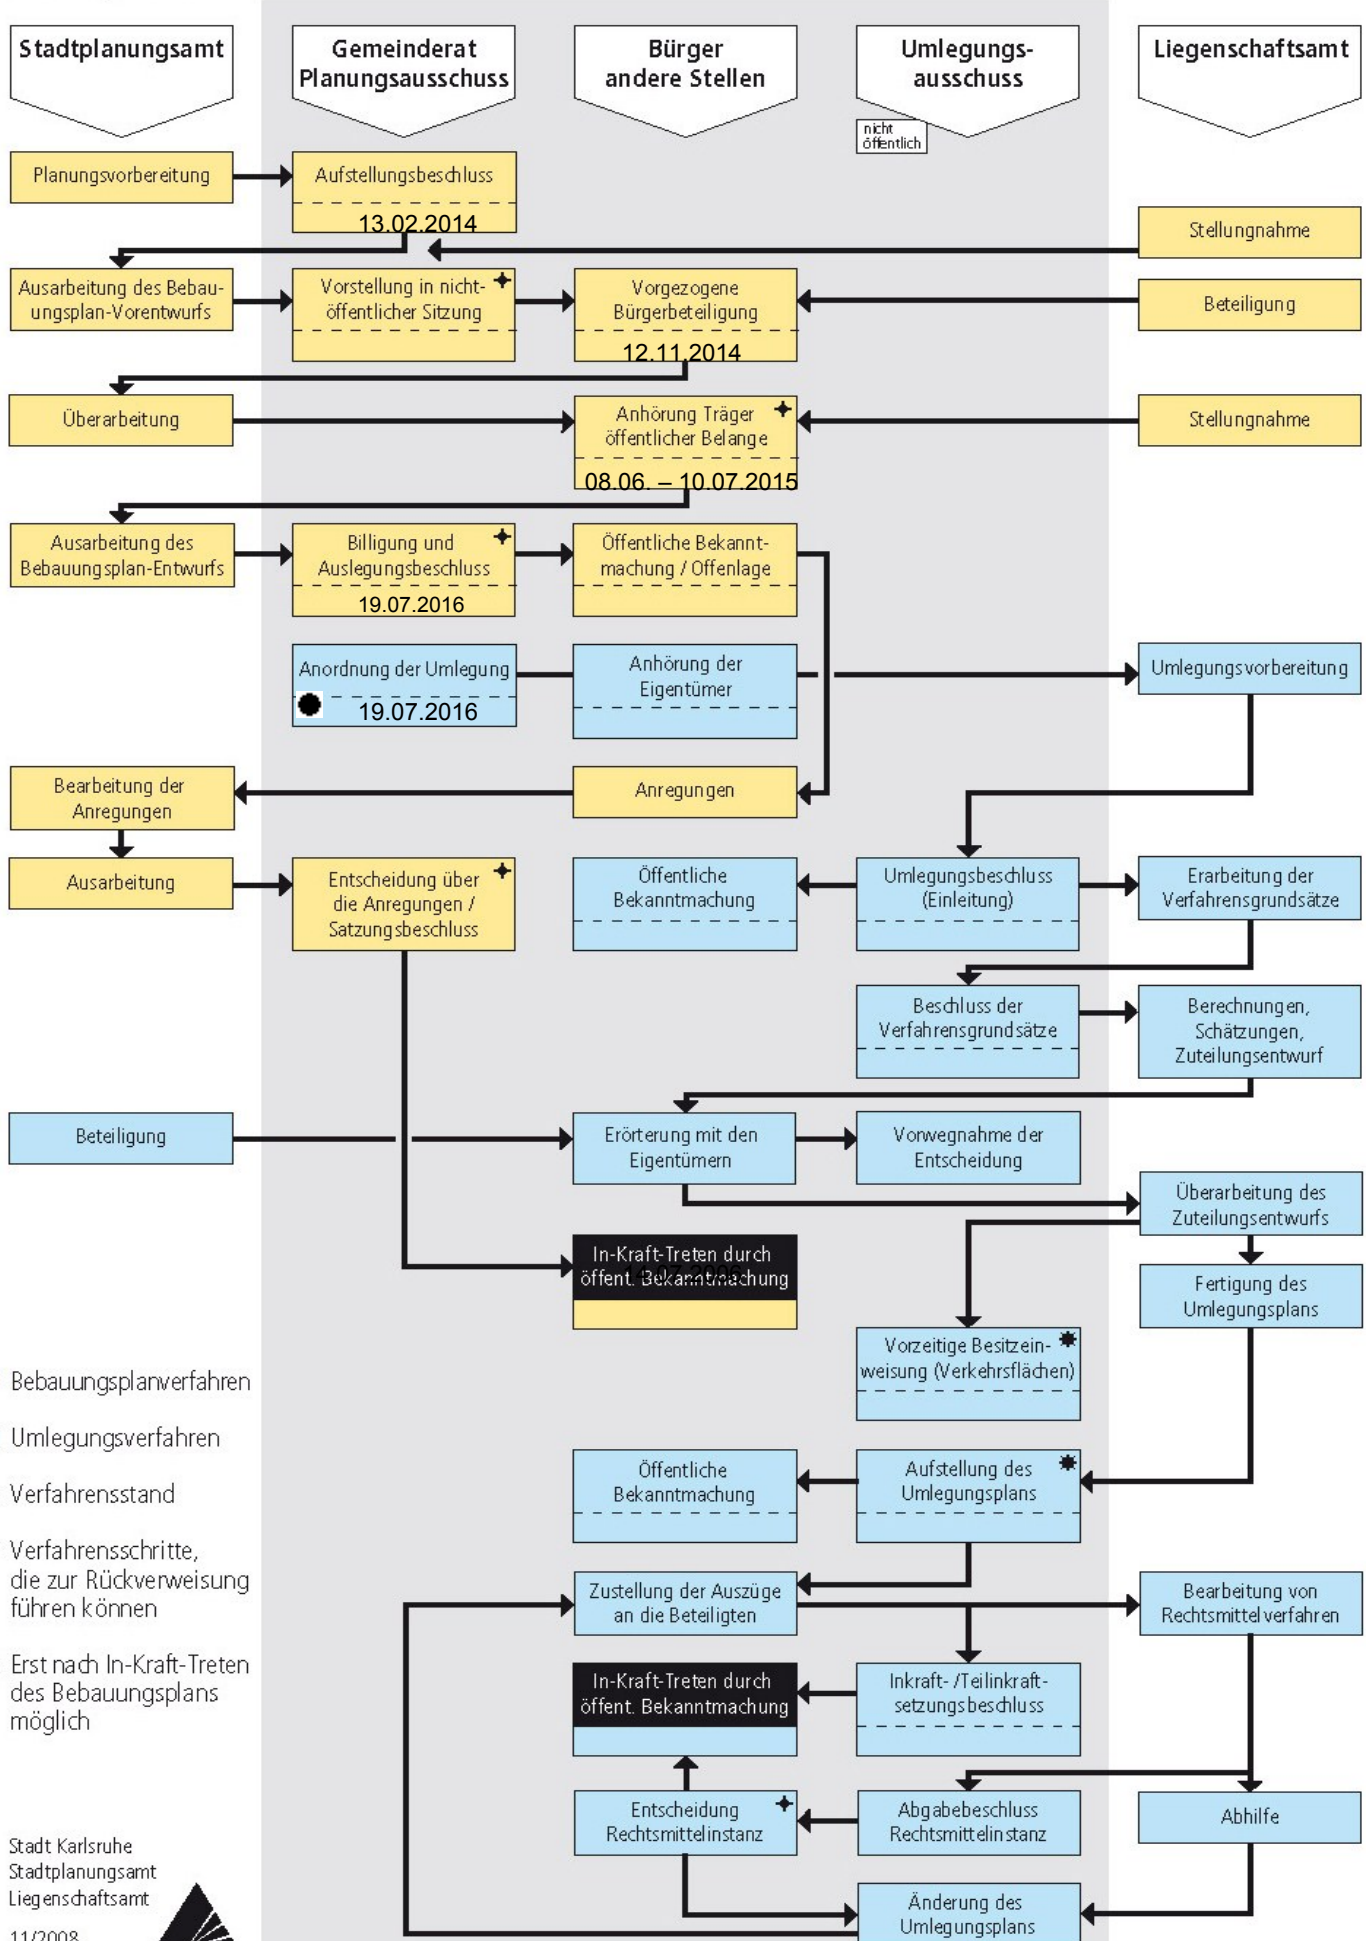 Stadtplanungsamt
Gemeinderat
Planungsausschuss
Bürger
andere Stellen
Umlegungs-
ausschuss
Liegenschaftsamt
nicht
öffentlich
Planungsvorbereitung
Aufstellungsbeschluss
13.02.2014
Stellungnahme
Ausarbeitung des Bebau-
ungsplan-Vorentwurfs
Vorstellung in nicht-
öffentlicher Sitzung
Vorgezogene
Bürgerbeteiligung
12.11.2014
Beteiligung
Überarbeitung
Anhörung Träger
öffentlicher Belange
08.06. – 10.07.2015
Stellungnahme
Ausarbeitung des
Bebauungsplan-Entwurfs
Billigung und
Auslegungsbeschluss
19.07.2016
Öffentliche Bekannt-
machung / Offenlage
Anordnung der Umlegung
19.07.2016
Anhörung der
Eigentümer
Umlegungsvorbereitung
Bearbeitung der
Anregungen
Anregungen
Ausarbeitung
Entscheidung über
die Anregungen /
Satzungsbeschluss
Öffentliche
Bekanntmachung
Umlegungsbeschluss
(Einleitung)
Erarbeitung der
Verfahrensgrundsätze
Beschluss der
Verfahrensgrundsätze
Berechnungen,
Schätzungen,
Zuteilungsentwurf
Beteiligung
Erörterung mit den
Eigentümern
Vorwegnahme der
Entscheidung
Überarbeitung des
Zuteilungsentwurfs
In-Kraft-Treten durch
öffent. Bekanntmachung
14.07.2006
Fertigung des
Umlegungsplans
Vorzeitige Besitzein-
weisung (Verkehrsflächen)
Bebauungsplanverfahren
Umlegungsverfahren
Verfahrensstand
Verfahrensschritte,
die zur Rückverweisung
führen können
Erst nach In-Kraft-Treten
des Bebauungsplans
möglich
Öffentliche
Bekanntmachung
Aufstellung des
Umlegungsplans
Zustellung der Auszüge
an die Beteiligten
Bearbeitung von
Rechtsmittelverfahren
In-Kraft-Treten durch
öffent. Bekanntmachung
Inkraft-/Teilinkraft-
setzungsbeschluss
Entscheidung
Rechtsmittelinstanz
Abgabebeschluss
Rechtsmittelinstanz
Abhilfe
Änderung des
Umlegungsplans
Stadt Karlsruhe
Stadtplanungsamt
Liegenschaftsamt
11/2008